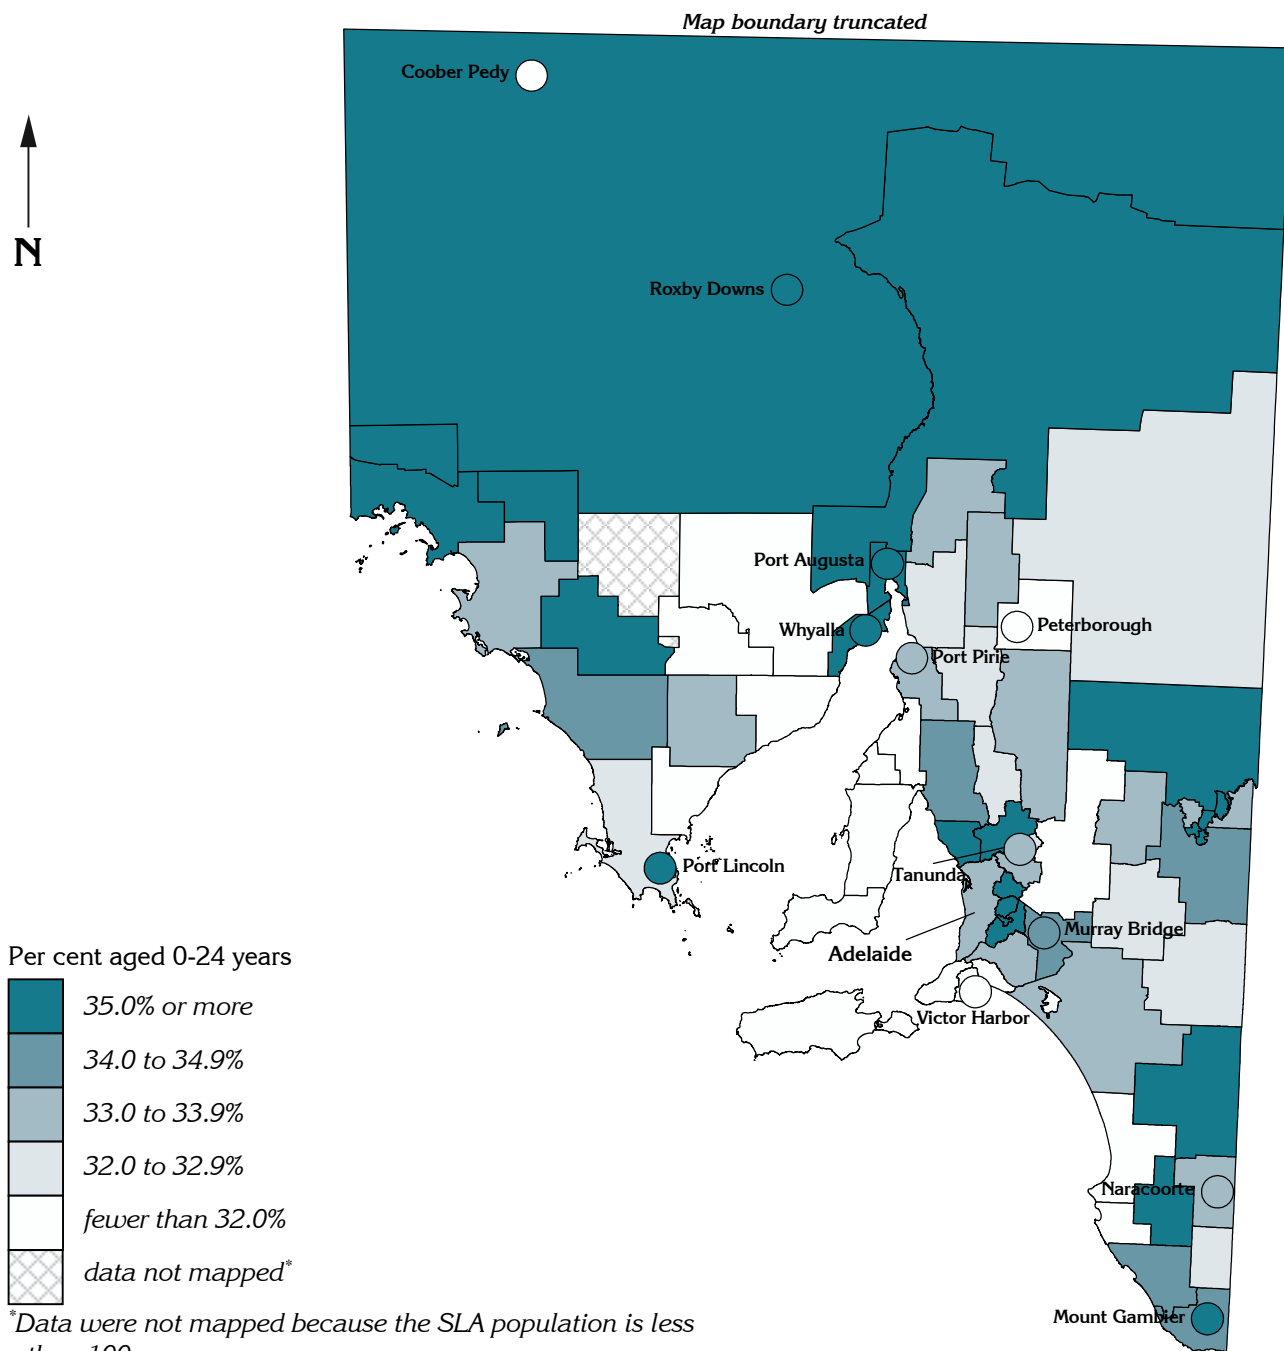 Map boundary truncated
Coober Pedy
N
Roxby Downs
Port Augusta
Whyalla
Peterborough
Port Pirie
Port Lincoln
Tanunda
Murray Bridge
Adelaide
Victor Harbor
Naracoorte
Mount Gambier
Per cent aged 0-24 years
35.0% or more
34.0 to 34.9%
33.0 to 33.9%
32.0 to 32.9%
fewer than 32.0%
data not mapped*
*Data were not mapped because the SLA population is less
than 100